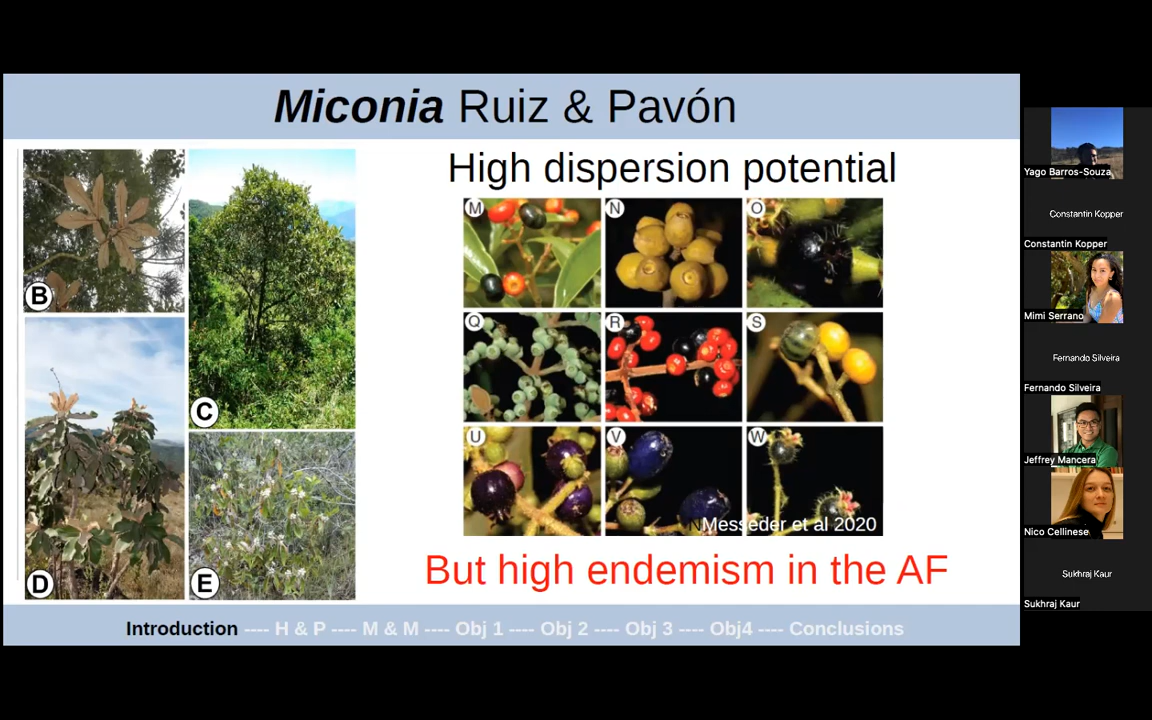 Miconia Ruiz & Pavón
High dispersion potential
B
C
D
E
M
N
O
Q
R
S
U
V
W
Messeder et al 2020
But high endemism in the AF
Introduction ---- H & P ---- M & M ---- Obj 1 ---- Obj 2 ---- Obj 3 ---- Obj4 ---- Conclusions
Yago Barros-Souza
Constantin Kopper
Constantin Kopper
Mimi Serrano
Fernando Silveira
Fernando Silveira
Jeffrey Mancera
Nico Cellinese
Sukhraj Kaur
Sukhraj Kaur